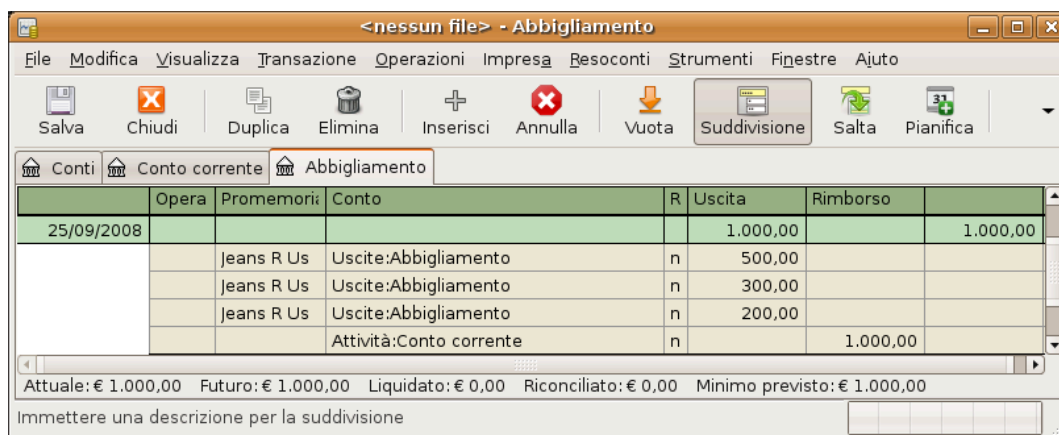 <nessun file> - Abbigliamento
File Modifica Visualizza Transazione Operazioni Impresa Resoconti Strumenti Finestre Aiuto
Salva Chiudi Duplica Elimina Inserisci Annulla Vuota Suddivisione Salta Pianifica
Conti Conto corrente Abbigliamento
Opera Promemoria Conto R Uscita Rimborso
25/09/2008 1.000,00 1.000,00
Jeans R Us Uscite:Abbigliamento n 500,00
Jeans R Us Uscite:Abbigliamento n 300,00
Jeans R Us Uscite:Abbigliamento n 200,00
Attività:Conto corrente n 1.000,00
Attuale: € 1.000,00 Futuro: € 1.000,00 Liquidato: € 0,00 Riconciliato: € 0,00 Minimo previsto: € 1.000,00
Immettere una descrizione per la suddivisione